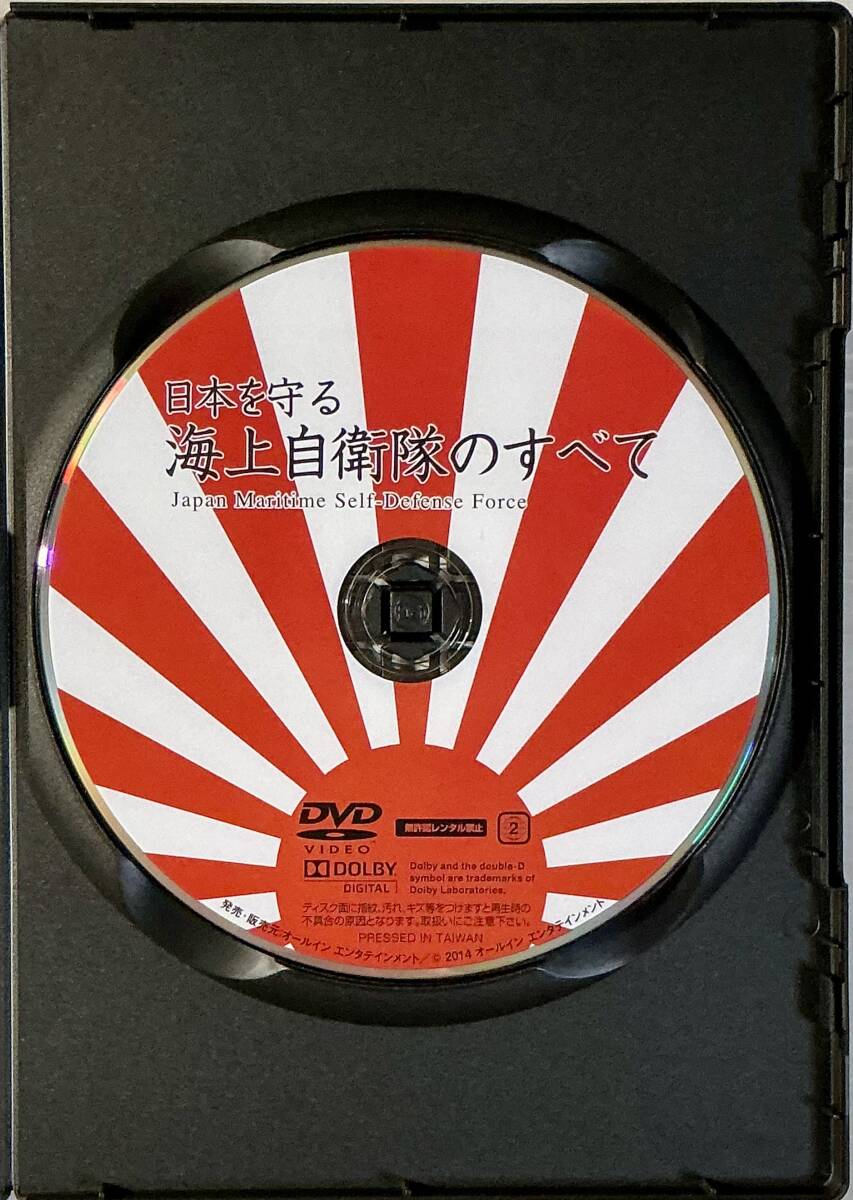 日本を守る
海上自衛隊のすべて
Japan Maritime Self-Defense Force
DVD
VIDEO
無許諾レンタル禁止
2
DOLBY
DIGITAL
Dolby and the double-D
symbol are trademarks of
Dolby Laboratories.
ディスク面に指紋、汚れ、キズ等をつけますと再生時の
不具合の原因となります。取扱いにご注意下さい。
PRESSED IN TAIWAN
発売・販売元:オールイン エンタテインメント/© 2014 オールイン エンタテインメント